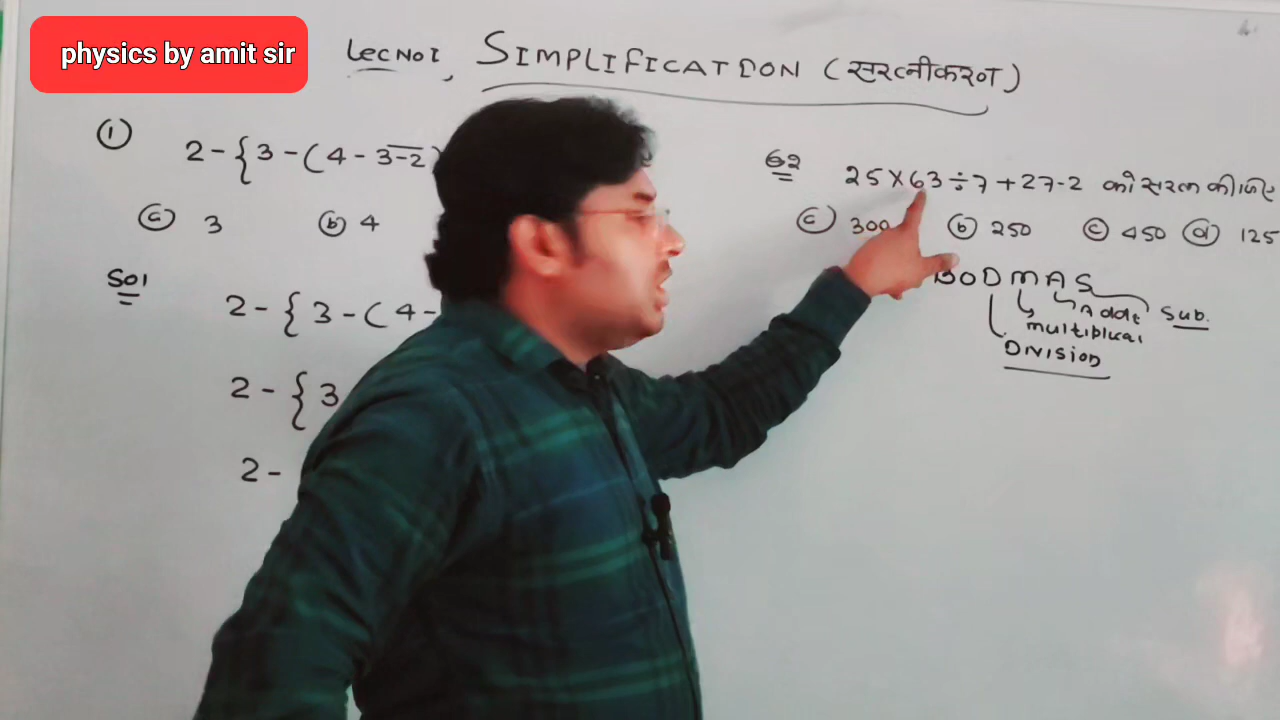 physics by amit sir
Lec No 1, SIMPLIFICATION (सरलीकरण)
① 2-{3-(4-3̅-̅2̅)
ⓐ 3 ⓑ 4
Sol
2-{3-(4-
2-{3
2-
Q2 25×63÷7+27-2 को सरल कीजिए
ⓐ 300 ⓑ 250 ⓒ 450 ⓓ 125
BODMAS
Addt Sub.
multiplicat
Division